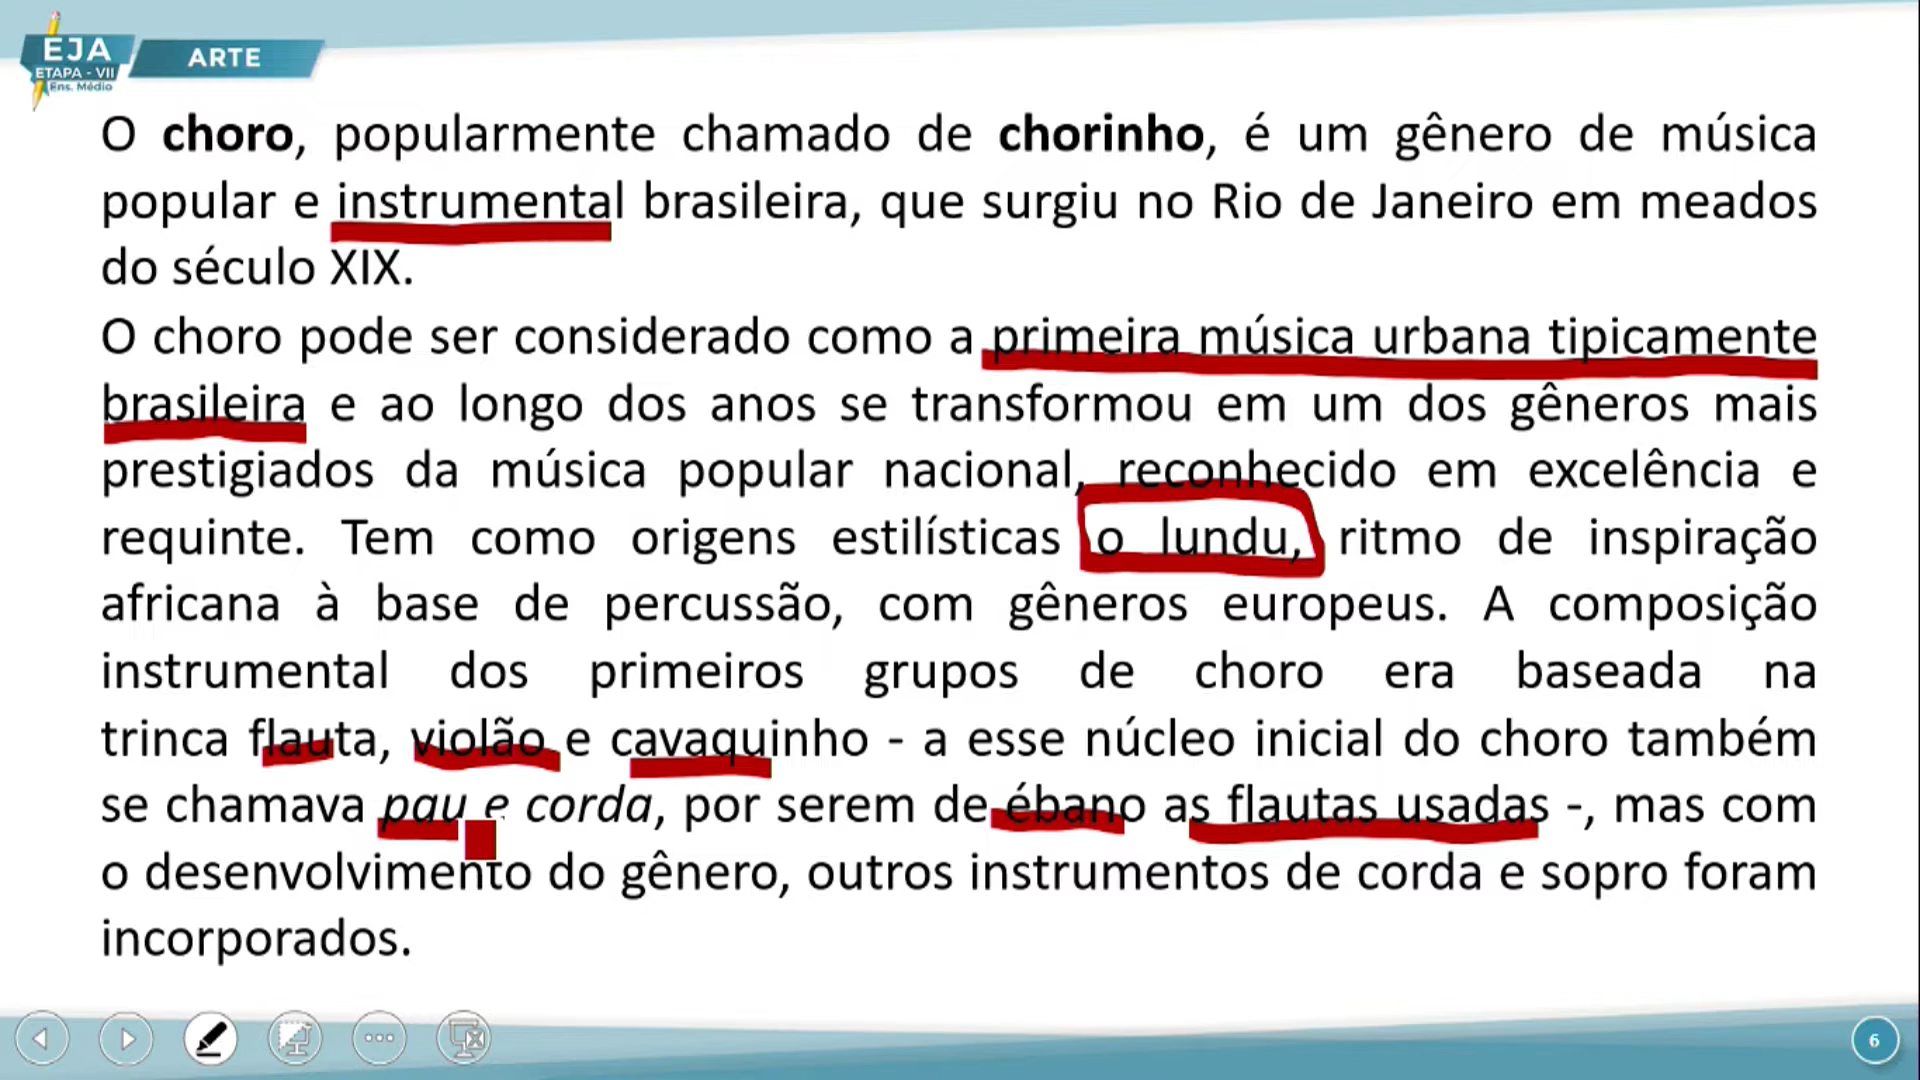 EJA
ETAPA - VII
Ens. Médio
ARTE
O choro, popularmente chamado de chorinho, é um gênero de música
popular e instrumental brasileira, que surgiu no Rio de Janeiro em meados
do século XIX.
O choro pode ser considerado como a primeira música urbana tipicamente
brasileira e ao longo dos anos se transformou em um dos gêneros mais
prestigiados da música popular nacional, reconhecido em excelência e
requinte. Tem como origens estilísticas o lundu, ritmo de inspiração
africana à base de percussão, com gêneros europeus. A composição
instrumental dos primeiros grupos de choro era baseada na
trinca flauta, violão e cavaquinho - a esse núcleo inicial do choro também
se chamava pau e corda, por serem de ébano as flautas usadas -, mas com
o desenvolvimento do gênero, outros instrumentos de corda e sopro foram
incorporados.
6